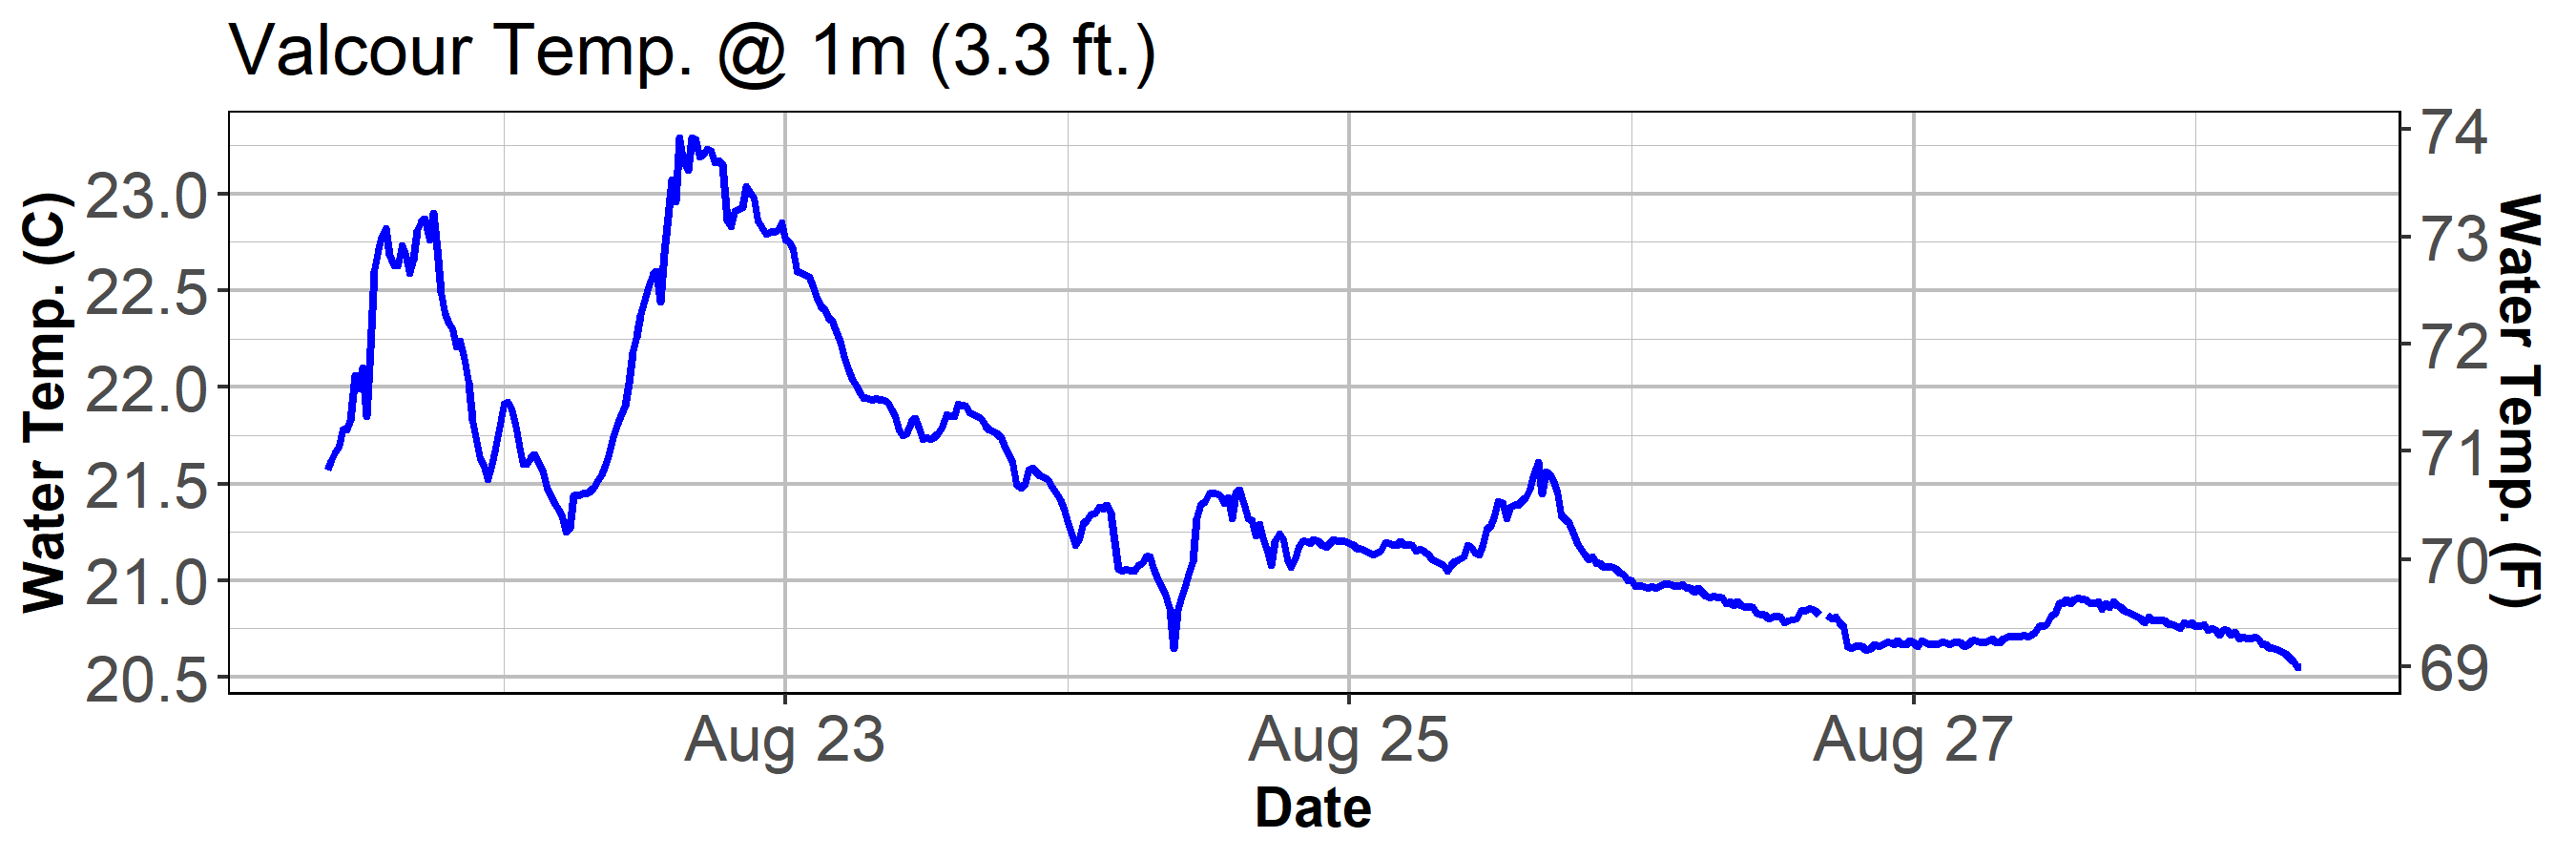 Valcour Temp. @ 1m (3.3 ft.)
Water Temp. (C)
23.0
22.5
22.0
21.5
21.0
20.5
74
73
72
71
70
69
Water Temp. (F)
Aug 23
Aug 25
Aug 27
Date